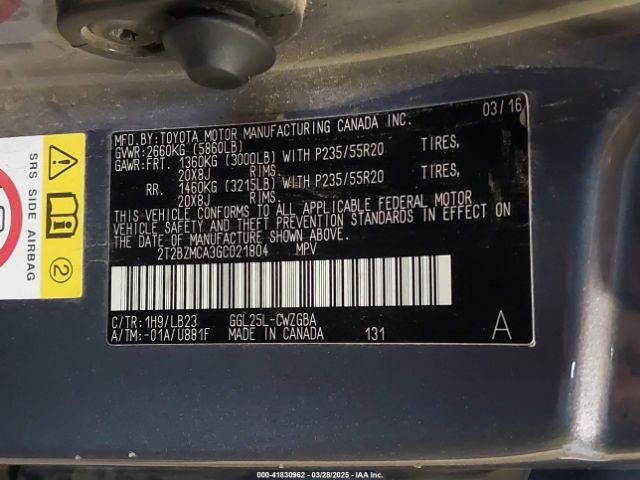 MFD.BY:TOYOTA MOTOR MANUFACTURING CANADA INC. 03/16
GVWR:2660KG (5860LB)
GAWR:FRT. 1360KG (3000LB) WITH P235/55R20 TIRES,
20X8J RIMS.
RR. 1460KG (3215LB) WITH P235/55R20 TIRES,
20X8J RIMS.
THIS VEHICLE CONFORMS TO ALL APPLICABLE FEDERAL MOTOR
VEHICLE SAFETY AND THEFT PREVENTION STANDARDS IN EFFECT ON
THE DATE OF MANUFACTURE SHOWN ABOVE.
2T2BZMCA3GC021804 MPV
C/TR:1H9/LB23 GGL25L-CWZGBA
A/TM:-01A/U881F MADE IN CANADA 131 A
SRS SIDE AIRBAG
2
000-41830962 - 03/28/2025 - IAA Inc.